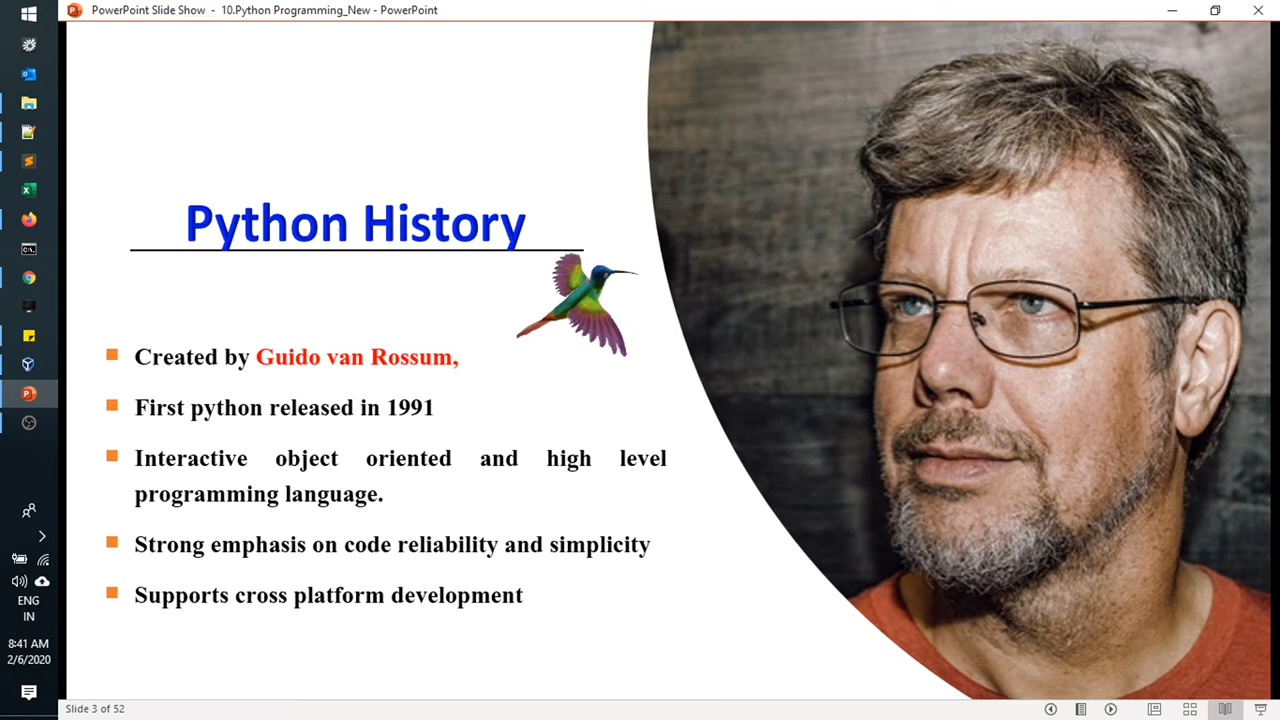 PowerPoint Slide Show - 10.Python Programming_New - PowerPoint
Python History
Created by Guido van Rossum,
First python released in 1991
Interactive object oriented and high level
programming language.
Strong emphasis on code reliability and simplicity
Supports cross platform development
ENG
IN
8:41 AM
2/6/2020
Slide 3 of 52